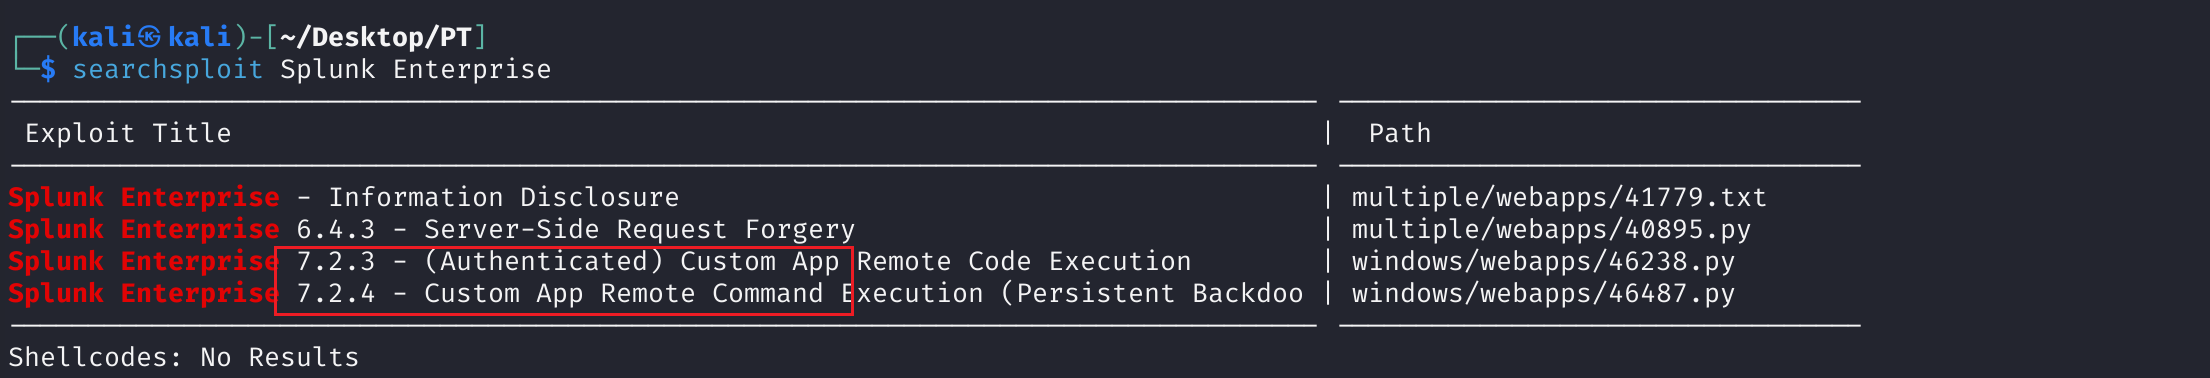 ┌──(kali㉿kali)-[~/Desktop/PT]
└─$ searchsploit Splunk Enterprise
Exploit Title | Path
Splunk Enterprise - Information Disclosure | multiple/webapps/41779.txt
Splunk Enterprise 6.4.3 - Server-Side Request Forgery | multiple/webapps/40895.py
Splunk Enterprise 7.2.3 - (Authenticated) Custom App Remote Code Execution | windows/webapps/46238.py
Splunk Enterprise 7.2.4 - Custom App Remote Command Execution (Persistent Backdoo | windows/webapps/46487.py
Shellcodes: No Results